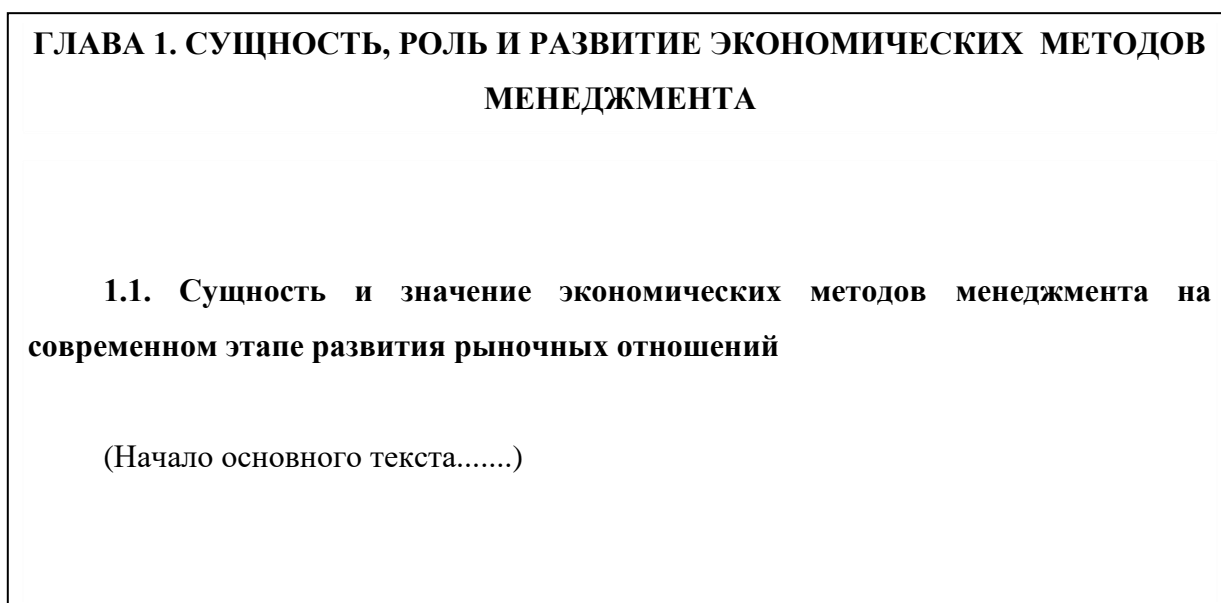 ГЛАВА 1. СУЩНОСТЬ, РОЛЬ И РАЗВИТИЕ ЭКОНОМИЧЕСКИХ МЕТОДОВ
МЕНЕДЖМЕНТА
1.1. Сущность и значение экономических методов менеджмента на
современном этапе развития рыночных отношений
(Начало основного текста.......)